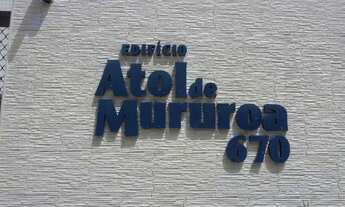 EDIFÍCIO
Atol de
Mururoa
670